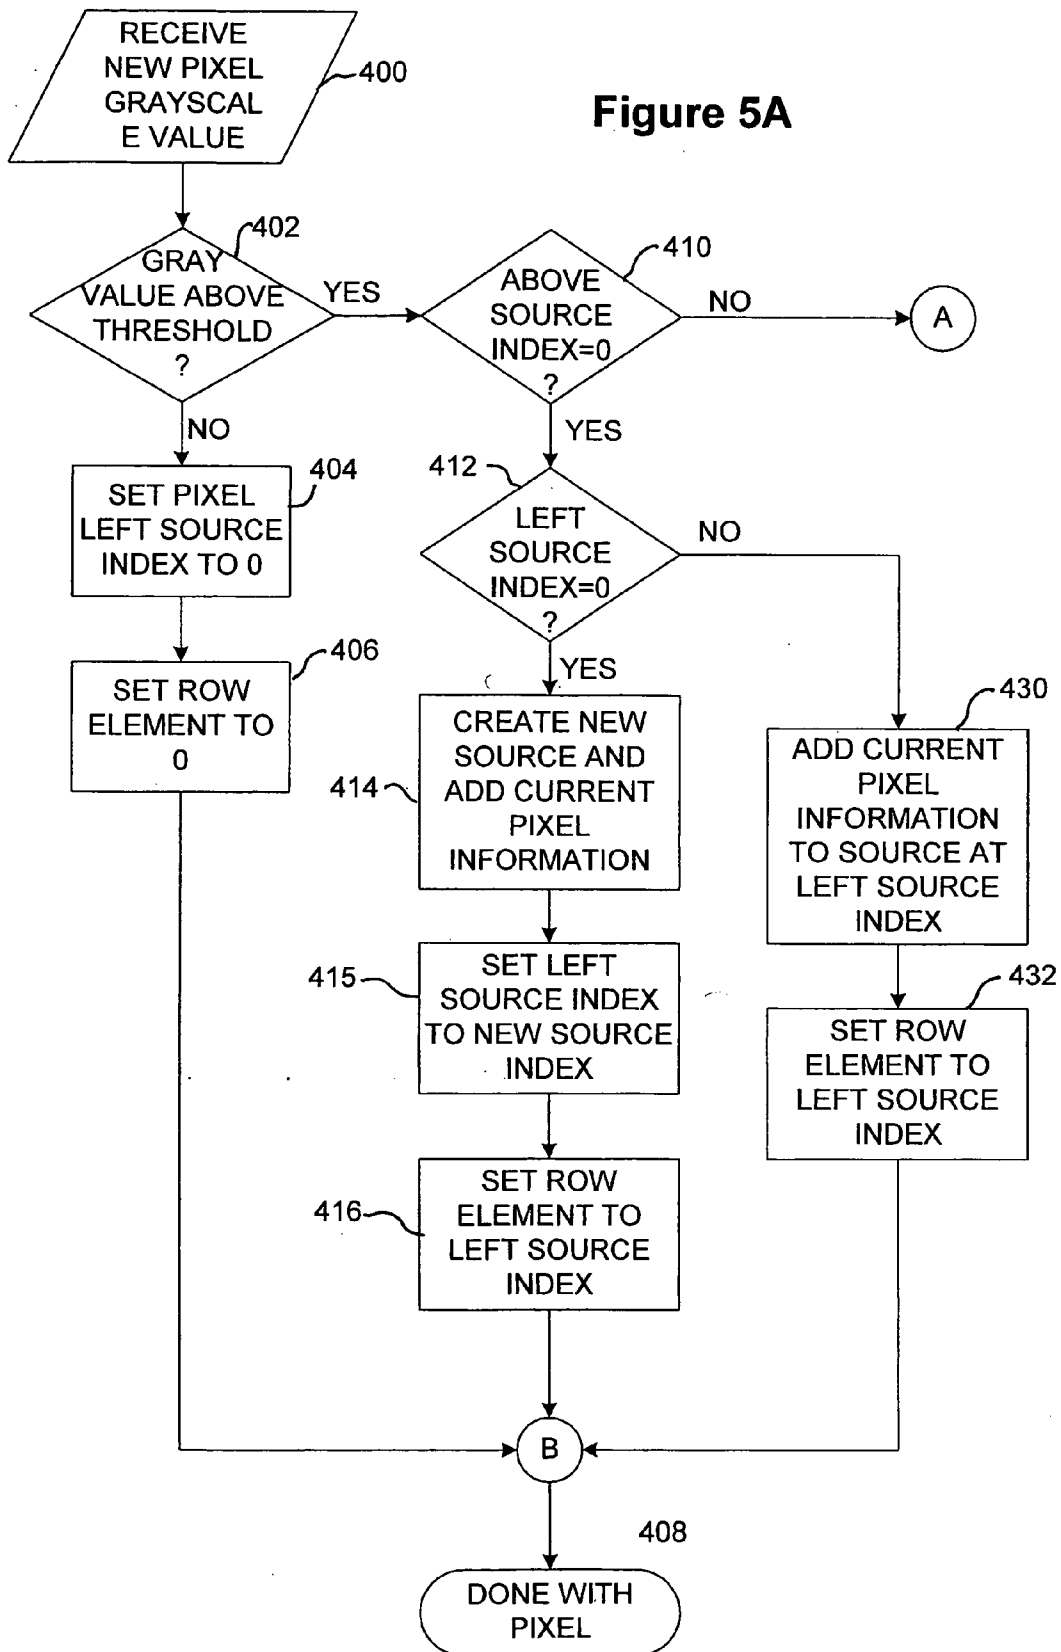 RECEIVE
NEW PIXEL
GRAYSCAL
E VALUE
400
Figure 5A
402
GRAY
VALUE ABOVE
THRESHOLD
?
YES
NO
410
ABOVE
SOURCE
INDEX=0
?
NO
A
YES
404
SET PIXEL
LEFT SOURCE
INDEX TO 0
412
LEFT
SOURCE
INDEX=0
?
NO
YES
406
SET ROW
ELEMENT TO
0
414
CREATE NEW
SOURCE AND
ADD CURRENT
PIXEL
INFORMATION
430
ADD CURRENT
PIXEL
INFORMATION
TO SOURCE AT
LEFT SOURCE
INDEX
415
SET LEFT
SOURCE INDEX
TO NEW SOURCE
INDEX
432
SET ROW
ELEMENT TO
LEFT SOURCE
INDEX
416
SET ROW
ELEMENT TO
LEFT SOURCE
INDEX
B
408
DONE WITH
PIXEL